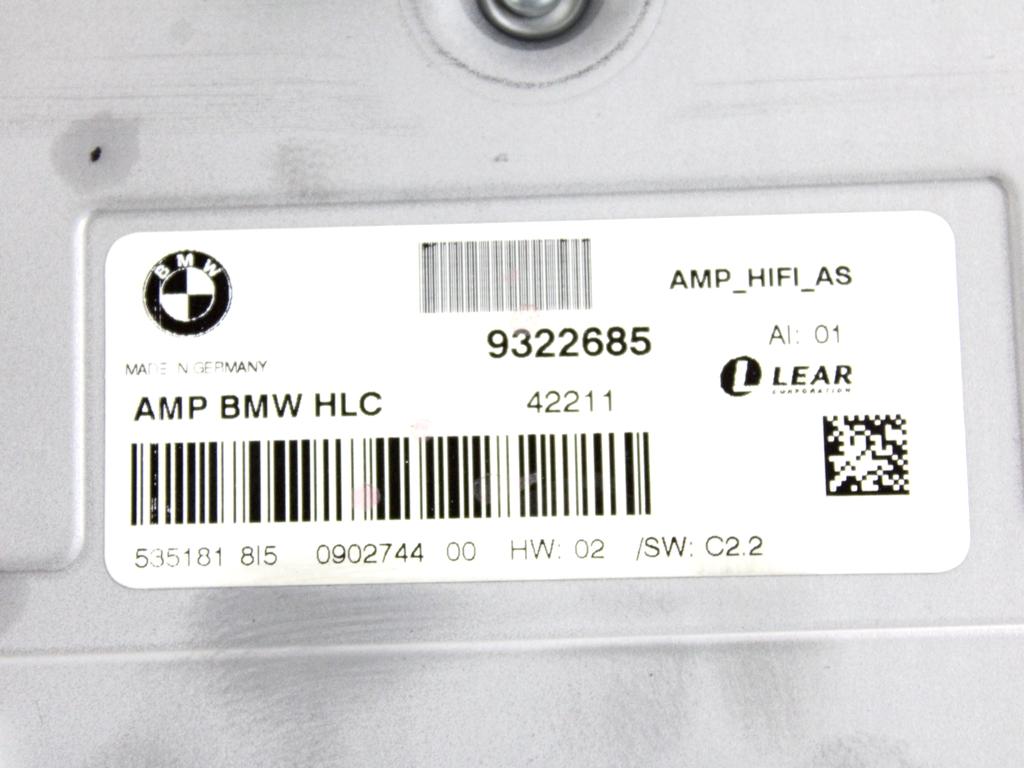 BMW
AMP_HIFI_AS
9322685
AI: 01
MADE IN GERMANY
LEAR
CORPORATION
AMP BMW HLC
42211
535181 8I5 0902744 00 HW: 02 /SW: C2.2